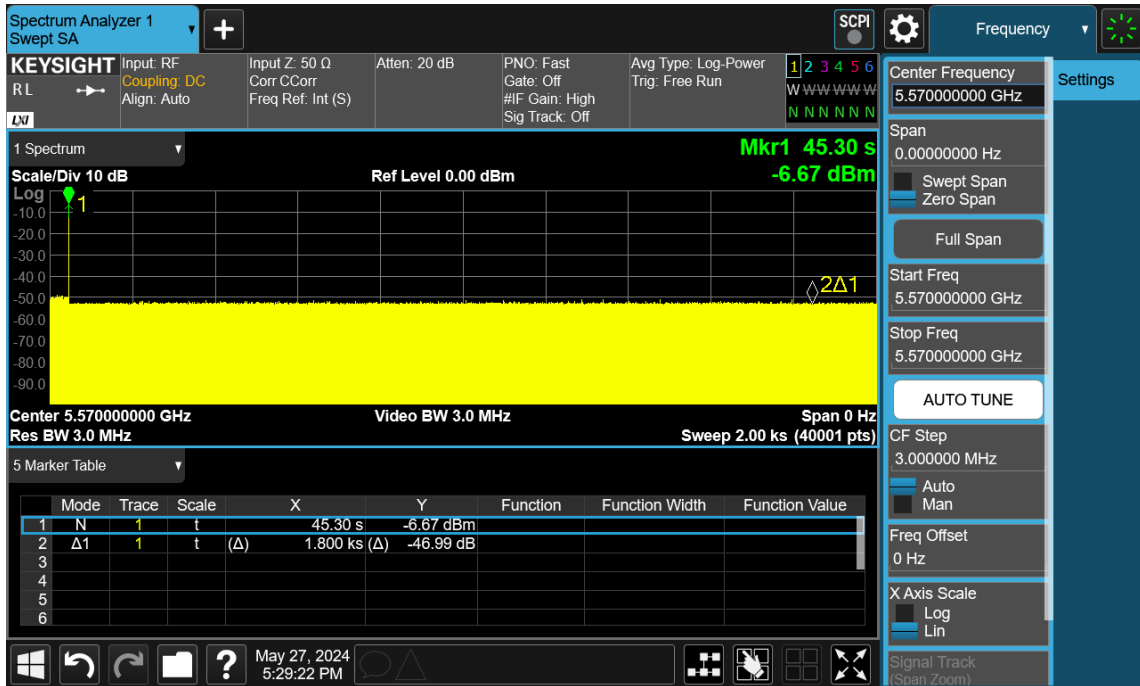 Spectrum Analyzer 1
Swept SA
+
SCPI
Frequency
KEYSIGHT
R L
LXI
Input: RF
Coupling: DC
Align: Auto
Input Z: 50 Ω
Corr CCorr
Freq Ref: Int (S)
Atten: 20 dB
PNO: Fast
Gate: Off
#IF Gain: High
Sig Track: Off
Avg Type: Log-Power
Trig: Free Run
1 2 3 4 5 6
W W W W W W
N N N N N N
1 Spectrum
Mkr1 45.30 s
-6.67 dBm
Scale/Div 10 dB
Ref Level 0.00 dBm
Log
1
-10.0
-20.0
-30.0
-40.0
2Δ1
-50.0
-60.0
-70.0
-80.0
-90.0
Center 5.570000000 GHz
Video BW 3.0 MHz
Span 0 Hz
Res BW 3.0 MHz
Sweep 2.00 ks (40001 pts)
5 Marker Table
Mode Trace Scale X Y Function Function Width Function Value
1 N 1 t 45.30 s -6.67 dBm
2 Δ1 1 t (Δ) 1.800 ks (Δ) -46.99 dB
3
4
5
6
?
May 27, 2024
5:29:22 PM
Center Frequency
5.570000000 GHz
Settings
Span
0.00000000 Hz
Swept Span
Zero Span
Full Span
Start Freq
5.570000000 GHz
Stop Freq
5.570000000 GHz
AUTO TUNE
CF Step
3.000000 MHz
Auto
Man
Freq Offset
0 Hz
X Axis Scale
Log
Lin
Signal Track
(Span Zoom)